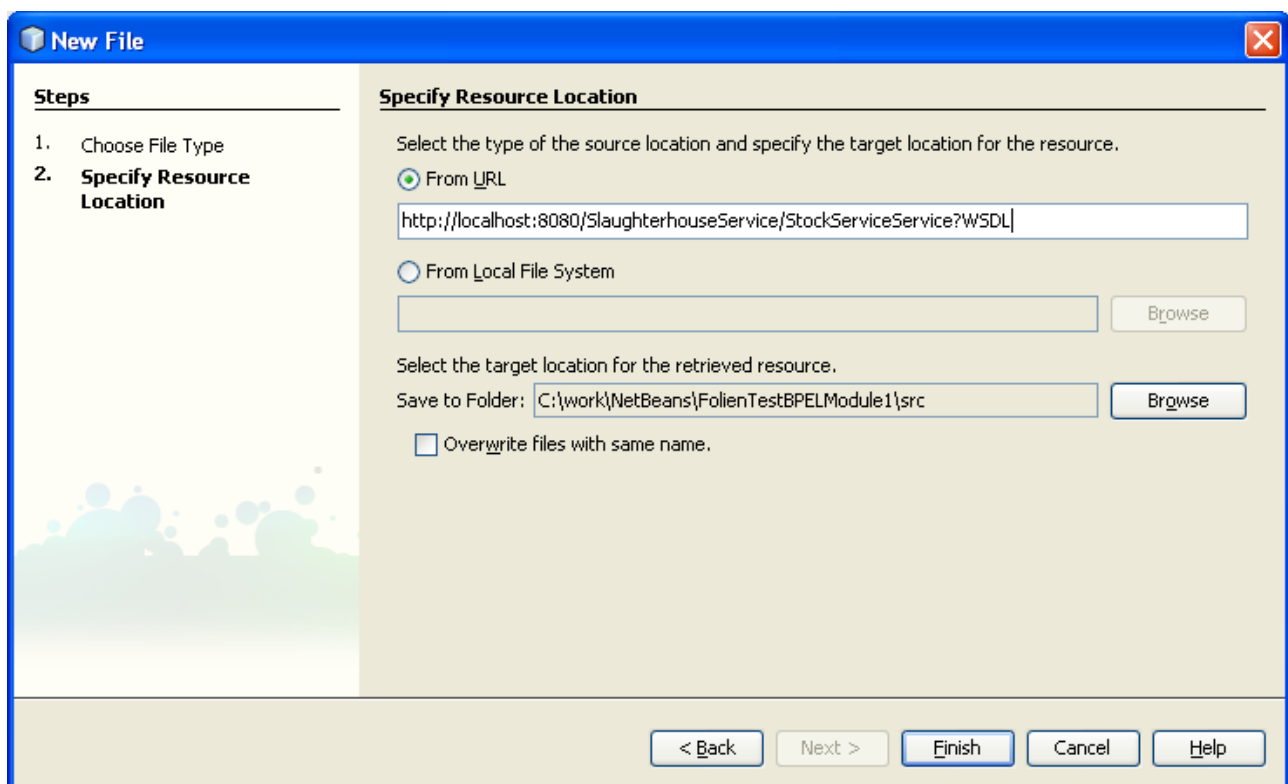 New File
Steps
1. Choose File Type
2. Specify Resource
Location
Specify Resource Location
Select the type of the source location and specify the target location for the resource.
From URL
http://localhost:8080/SlaughterhouseService/StockServiceService?WSDL
From Local File System
Browse
Select the target location for the retrieved resource.
Save to Folder: C:\work\NetBeans\FolienTestBPELModule1\src Browse
Overwrite files with same name.
< Back Next > Finish Cancel Help